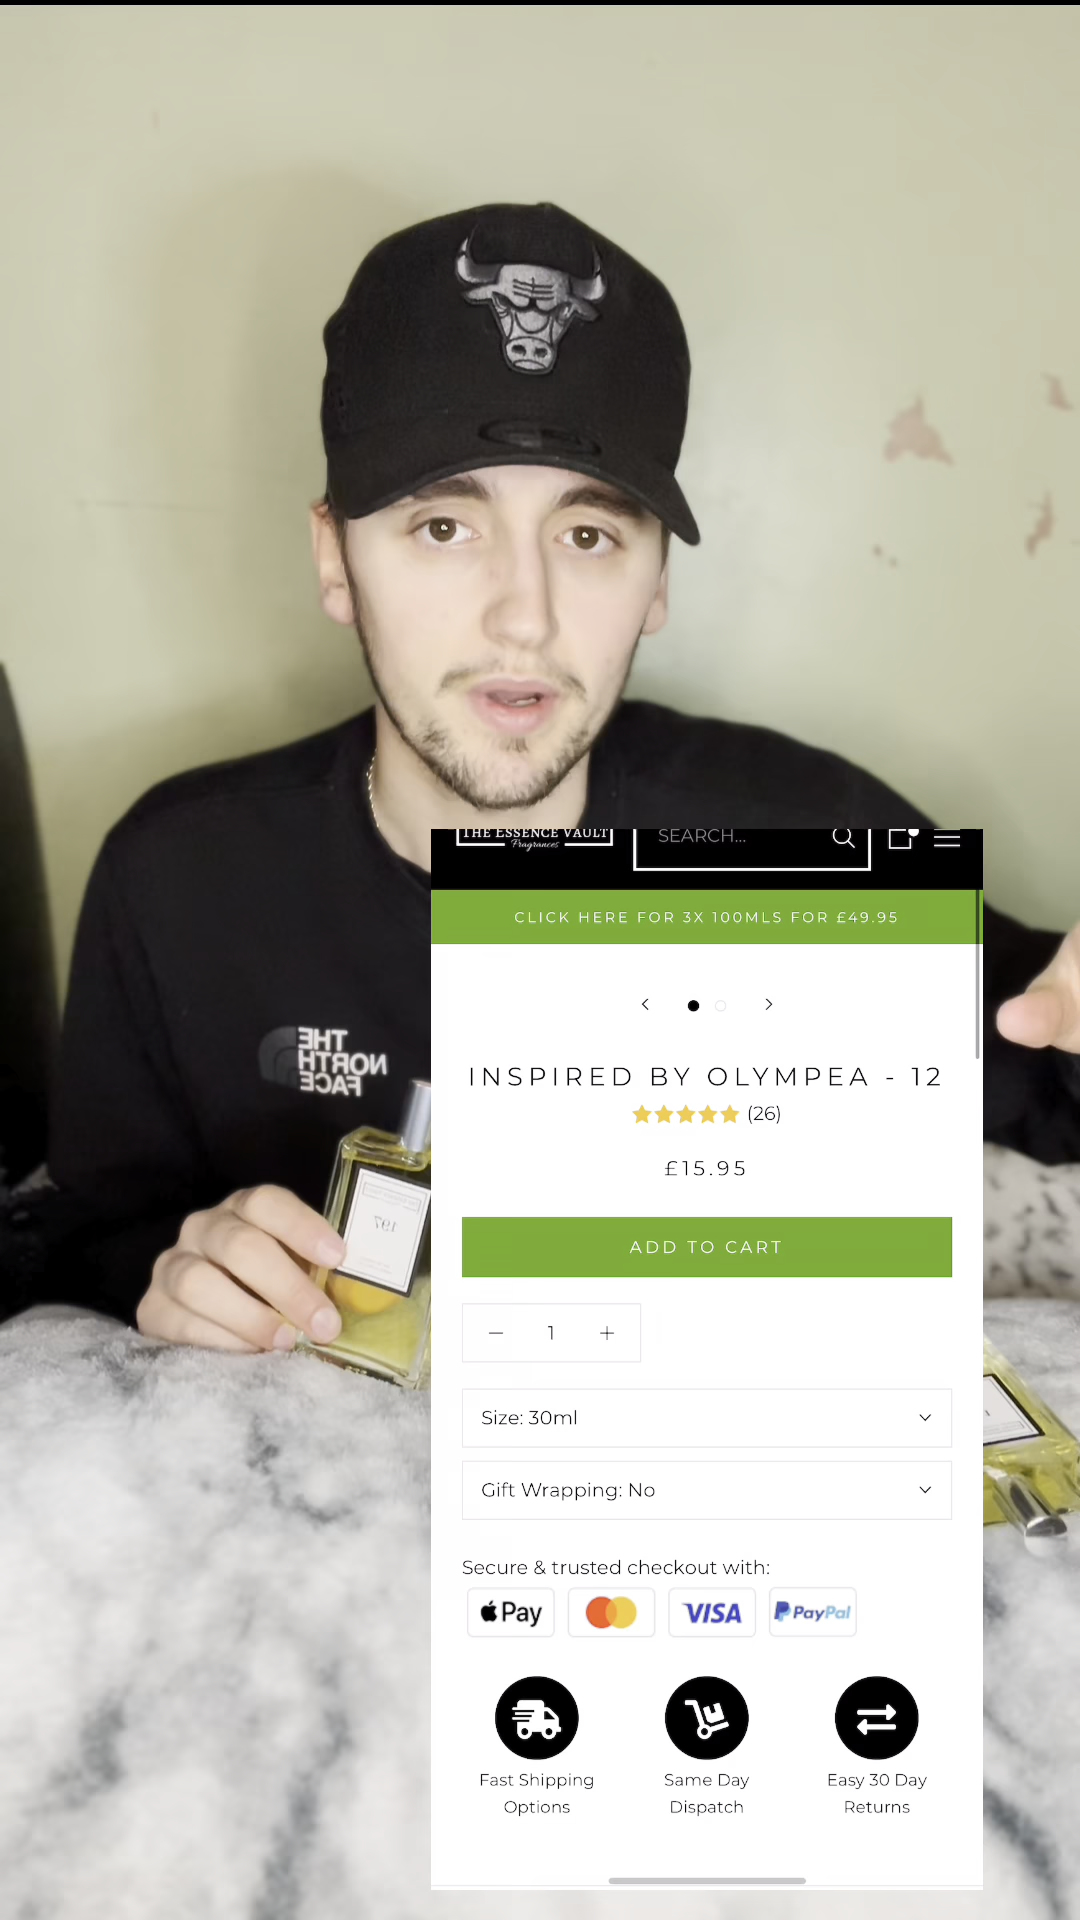 THE ESSENCE VAULT
Fragrances
SEARCH...
CLICK HERE FOR 3X 100MLS FOR £49.95
INSPIRED BY OLYMPEA - 12
(26)
£15.95
ADD TO CART
1
Size: 30ml
Gift Wrapping: No
Secure & trusted checkout with:
Pay
VISA
PayPal
Fast Shipping
Options
Same Day
Dispatch
Easy 30 Day
Returns
THE
NORTH
FACE
197